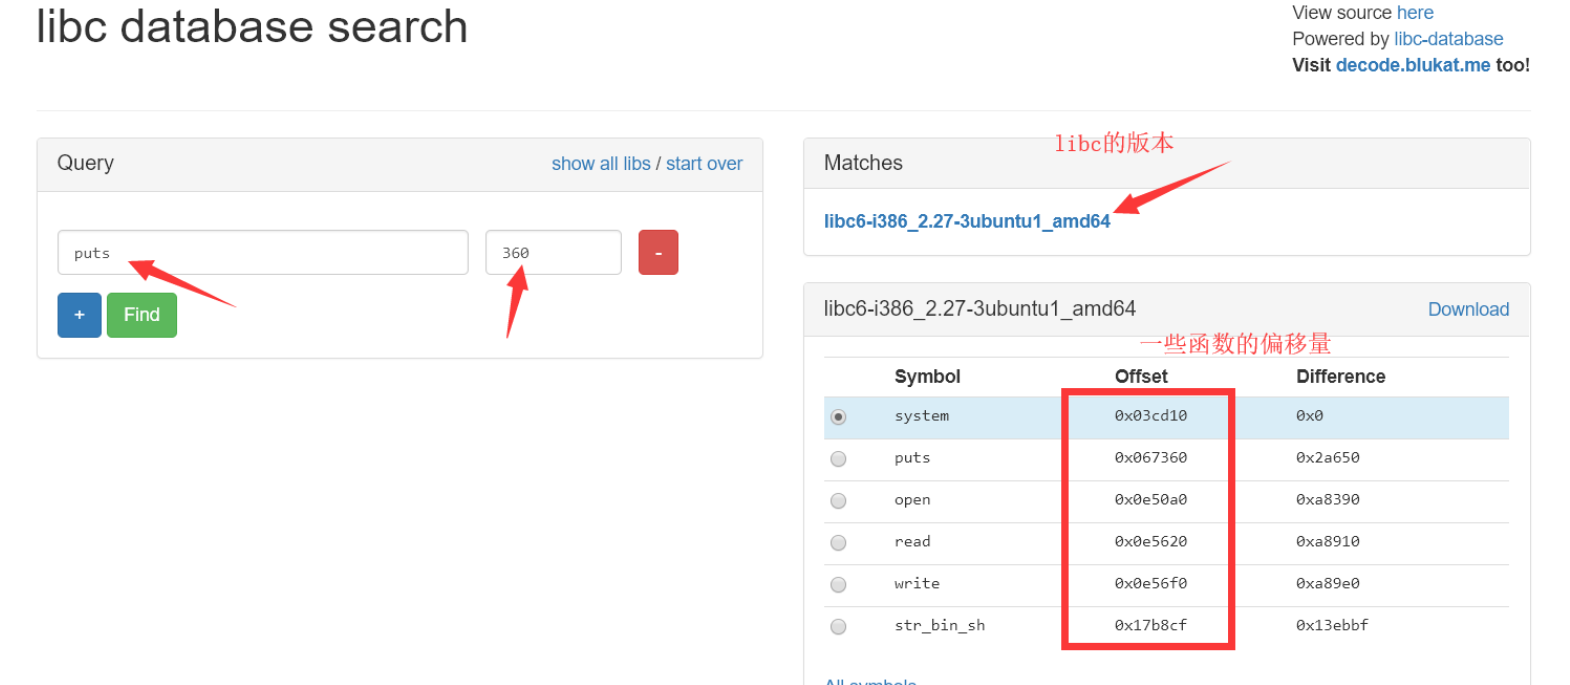 libc database search
View source here
Powered by libc-database
Visit decode.blukat.me too!
Query
show all libs / start over
puts
360
-
+
Find
libc的版本
Matches
libc6-i386_2.27-3ubuntu1_amd64
libc6-i386_2.27-3ubuntu1_amd64
Download
一些函数的偏移量
Symbol Offset Difference
system 0x03cd10 0x0
puts 0x067360 0x2a650
open 0x0e50a0 0xa8390
read 0x0e5620 0xa8910
write 0x0e56f0 0xa89e0
str_bin_sh 0x17b8cf 0x13ebbf
All symbols